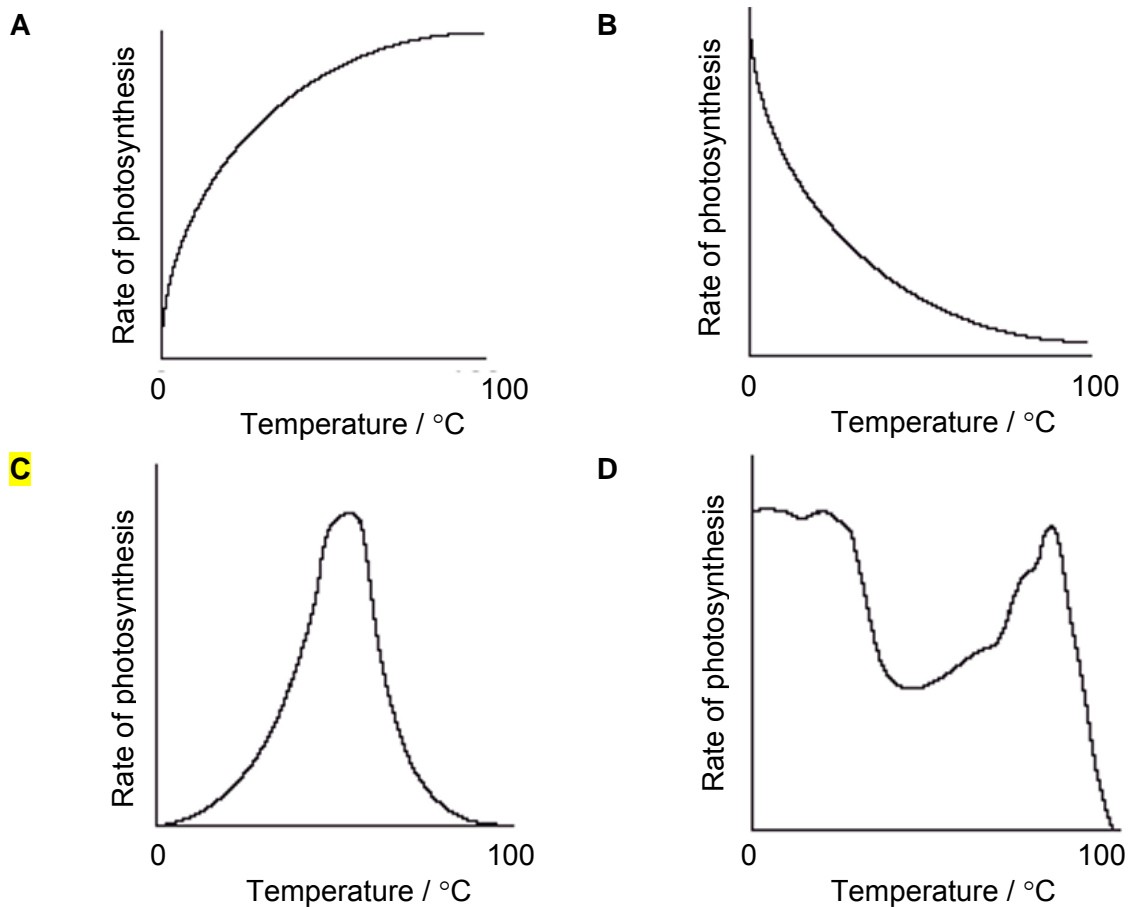 A
Rate of photosynthesis
0
100
Temperature / °C
B
Rate of photosynthesis
0
100
Temperature / °C
C
Rate of photosynthesis
0
100
Temperature / °C
D
Rate of photosynthesis
0
100
Temperature / °C